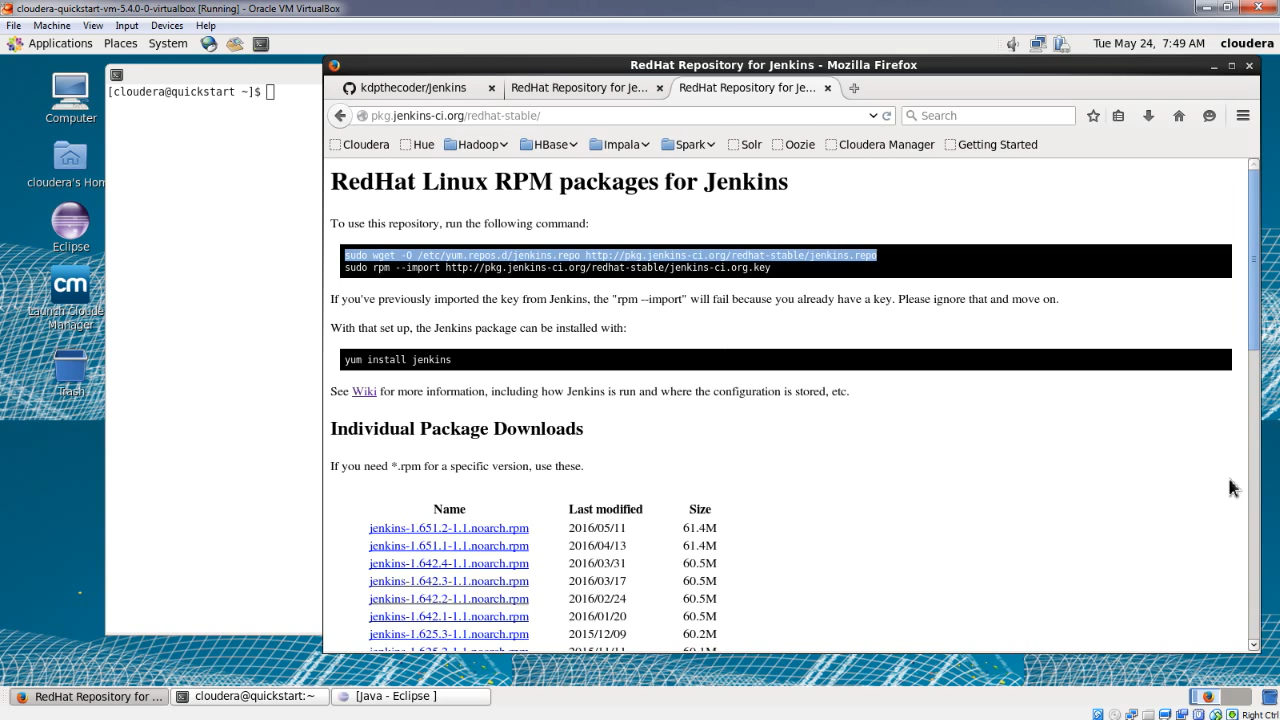 cloudera-quickstart-vm-5.4.0-0-virtualbox [Running] - Oracle VM VirtualBox
File Machine View Input Devices Help
Applications Places System Tue May 24, 7:49 AM cloudera
RedHat Repository for Jenkins - Mozilla Firefox
kdpthecoder/Jenkins RedHat Repository for Je... RedHat Repository for Je...
pkg.jenkins-ci.org/redhat-stable/ Search
Cloudera Hue Hadoop HBase Impala Spark Solr Oozie Cloudera Manager Getting Started
[cloudera@quickstart ~]$
Computer
cloudera's Hom
Eclipse
cm
Launch Cloude
Manager
Trash
RedHat Linux RPM packages for Jenkins
To use this repository, run the following command:
sudo wget -O /etc/yum.repos.d/jenkins.repo http://pkg.jenkins-ci.org/redhat-stable/jenkins.repo
sudo rpm --import http://pkg.jenkins-ci.org/redhat-stable/jenkins-ci.org.key
If you've previously imported the key from Jenkins, the "rpm --import" will fail because you already have a key. Please ignore that and move on.
With that set up, the Jenkins package can be installed with:
yum install jenkins
See Wiki for more information, including how Jenkins is run and where the configuration is stored, etc.
Individual Package Downloads
If you need *.rpm for a specific version, use these.
Name Last modified Size
jenkins-1.651.2-1.1.noarch.rpm 2016/05/11 61.4M
jenkins-1.651.1-1.1.noarch.rpm 2016/04/13 61.4M
jenkins-1.642.4-1.1.noarch.rpm 2016/03/31 60.5M
jenkins-1.642.3-1.1.noarch.rpm 2016/03/17 60.5M
jenkins-1.642.2-1.1.noarch.rpm 2016/02/24 60.5M
jenkins-1.642.1-1.1.noarch.rpm 2016/01/20 60.5M
jenkins-1.625.3-1.1.noarch.rpm 2015/12/09 60.2M
RedHat Repository for ... cloudera@quickstart:~ [Java - Eclipse ]
Right Ctrl